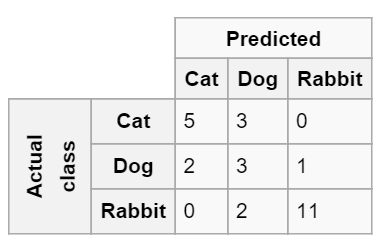 Predicted
Cat Dog Rabbit
Actual
class
Cat 5 3 0
Dog 2 3 1
Rabbit 0 2 11